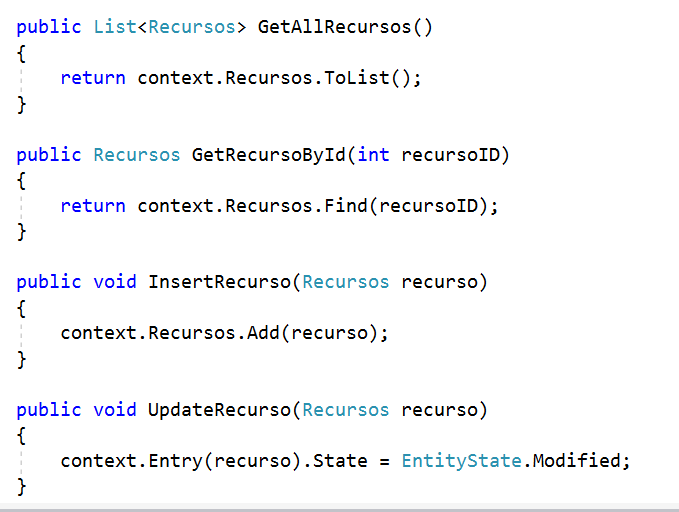 public List<Recursos> GetAllRecursos()
{
    return context.Recursos.ToList();
}
public Recursos GetRecursoById(int recursoID)
{
    return context.Recursos.Find(recursoID);
}
public void InsertRecurso(Recursos recurso)
{
    context.Recursos.Add(recurso);
}
public void UpdateRecurso(Recursos recurso)
{
    context.Entry(recurso).State = EntityState.Modified;
}